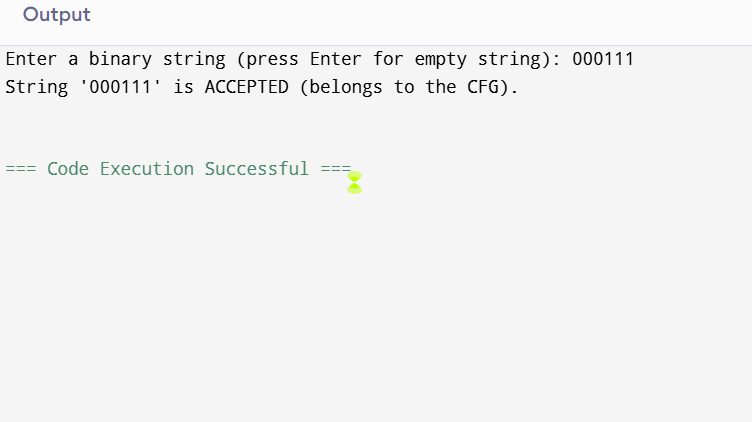 Output
Enter a binary string (press Enter for empty string): 000111
String '000111' is ACCEPTED (belongs to the CFG).
=== Code Execution Successful ===